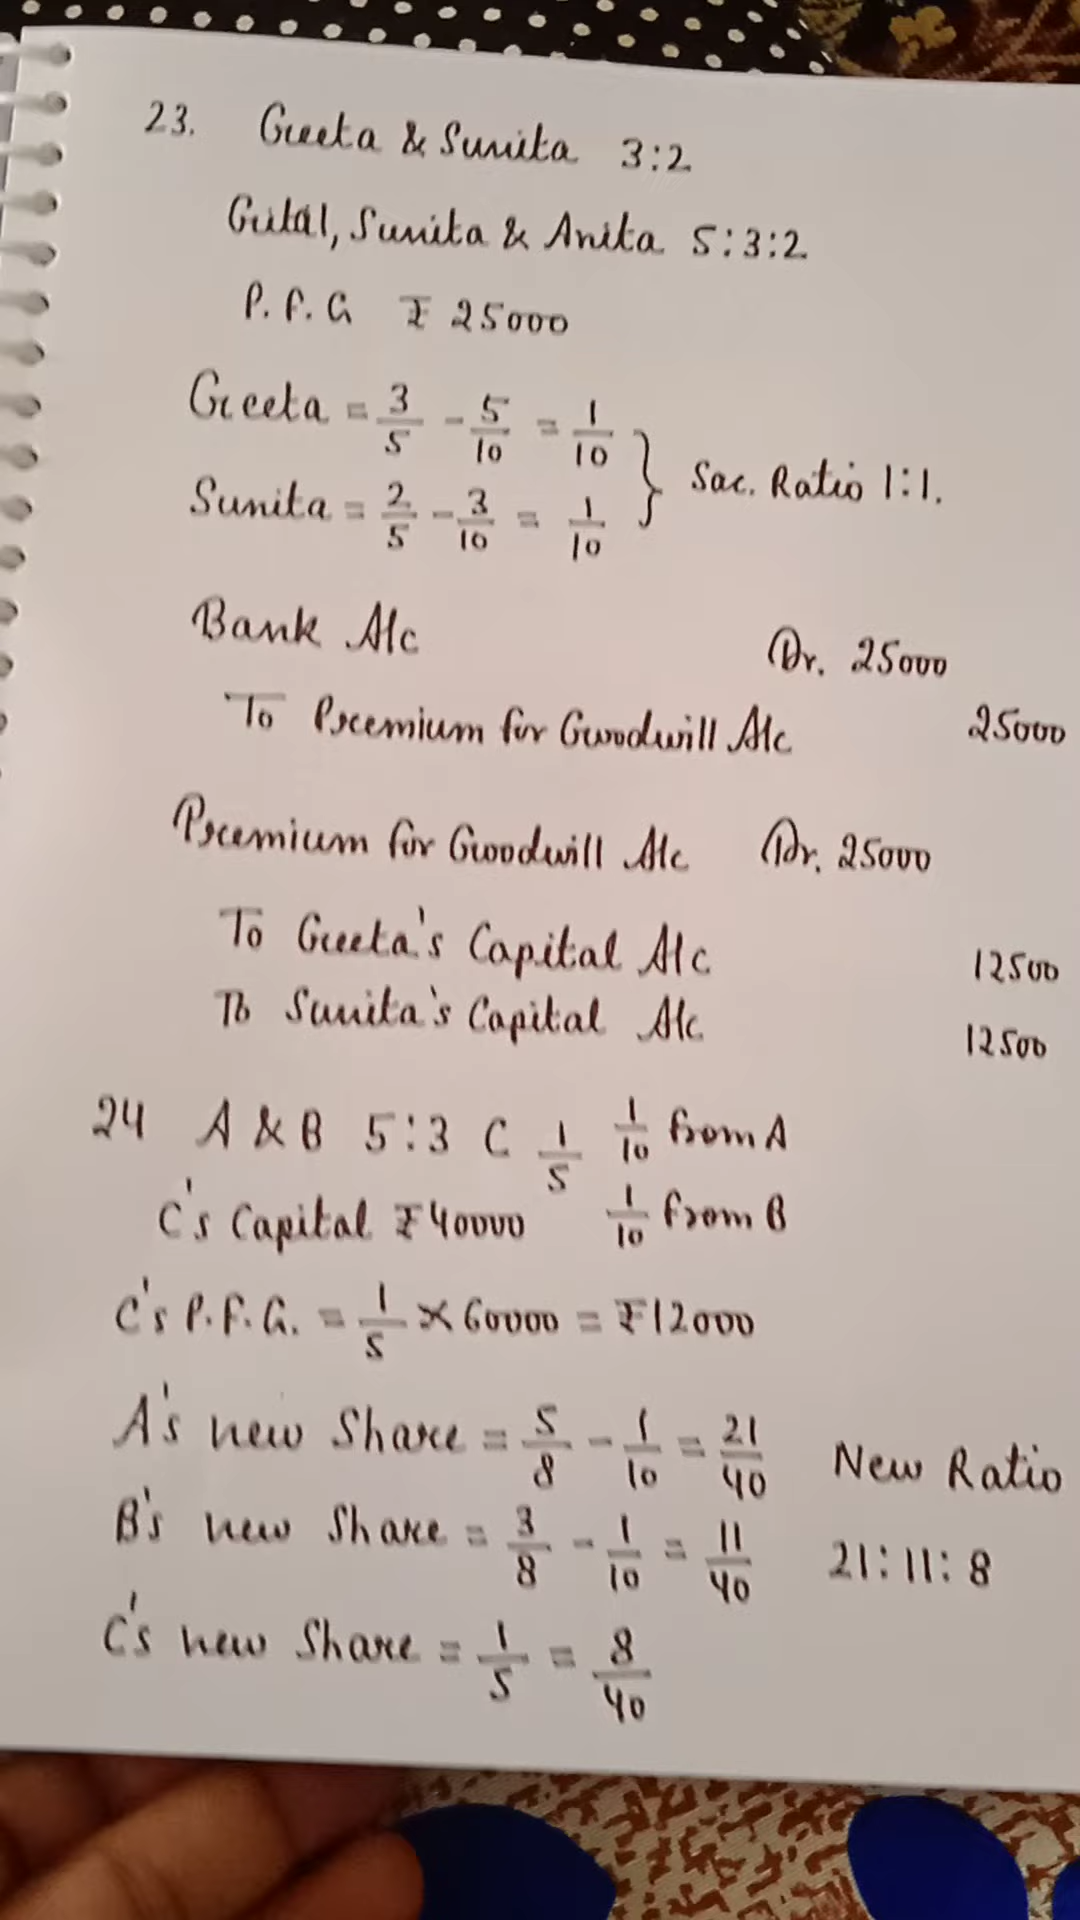 23. Geeta & Sunita 3:2
Gital, Sunita & Anita 5:3:2
P.F.G ₹ 25000
Geeta = 3/5 - 5/10 = 1/10
Sunita = 2/5 - 3/10 = 1/10 } Sac. Ratio 1:1.
Bank A/c Dr. 25000
To Premium for Goodwill A/c 25000
Premium for Goodwill A/c Dr. 25000
To Geeta's Capital A/c 12500
To Sunita's Capital A/c 12500
24 A & B 5:3 C 1/5 1/10 from A
C's Capital ₹40000 1/10 from B
C's P.F.G. = 1/5 × 60000 = ₹12000
A's new Share = 5/8 - 1/10 = 21/40 New Ratio
B's new Share = 3/8 - 1/10 = 11/40 21:11:8
C's new Share = 1/5 = 8/40